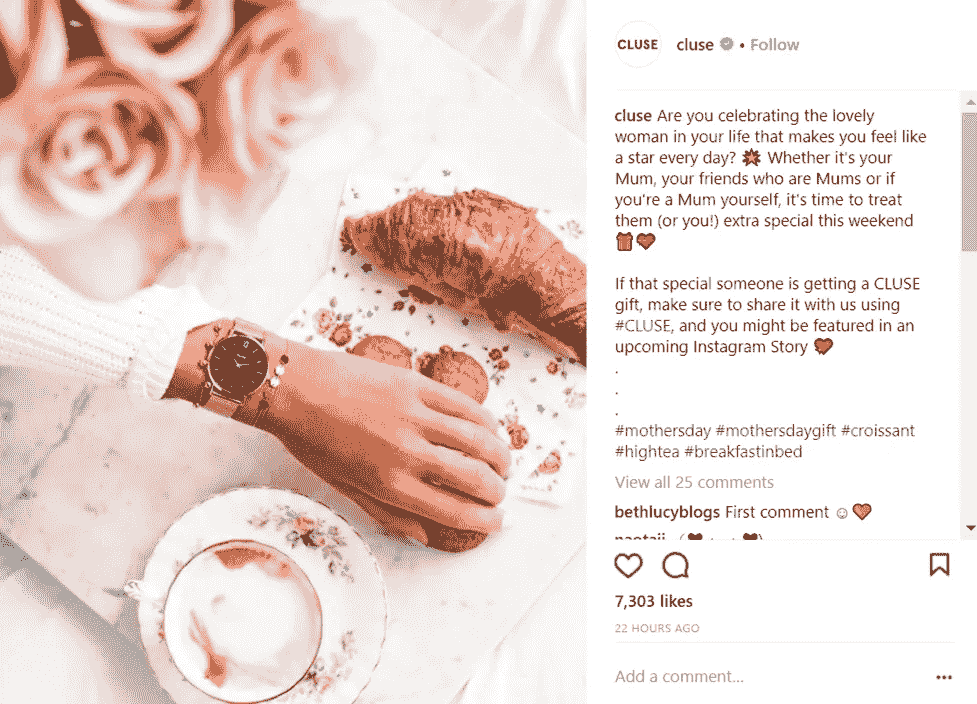 CLUSE
cluse • Follow
cluse Are you celebrating the lovely
woman in your life that makes you feel like
a star every day? 💥 Whether it's your
Mum, your friends who are Mums or if
you're a Mum yourself, it's time to treat
them (or you!) extra special this weekend
🎁❤️
If that special someone is getting a CLUSE
gift, make sure to share it with us using
#CLUSE, and you might be featured in an
upcoming Instagram Story ❤️
.
.
.
#mothersday #mothersdaygift #croissant
#hightea #breakfastinbed
View all 25 comments
bethlucyblogs First comment ☺❤️
7,303 likes
22 HOURS AGO
Add a comment...